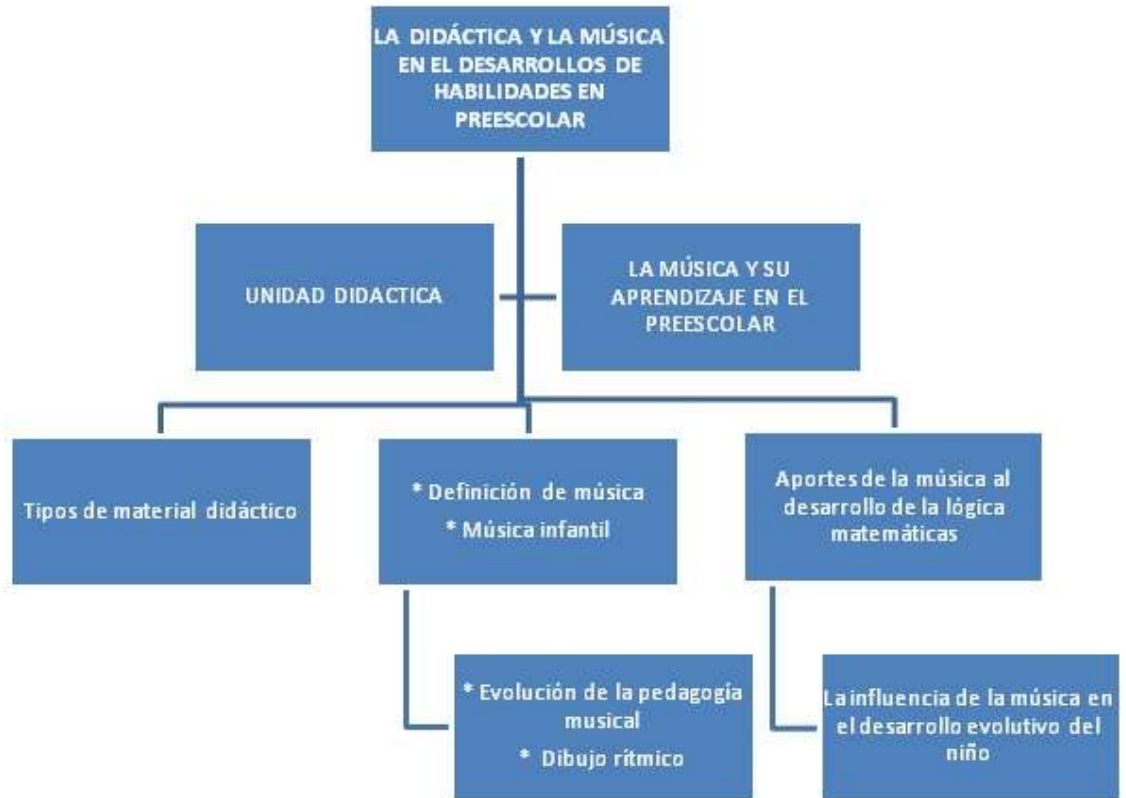 LA DIDÁCTICA Y LA MÚSICA
EN EL DESARROLLOS DE
HABILIDADES EN
PREESCOLAR
UNIDAD DIDACTICA
LA MÚSICA Y SU
APRENDIZAJE EN EL
PREESCOLAR
Tipos de material didáctico
* Definición de música
* Música infantil
Aportes de la música al
desarrollo de la lógica
matemáticas
* Evolución de la pedagogía
musical
* Dibujo rítmico
La influencia de la música en
el desarrollo evolutivo del
niño